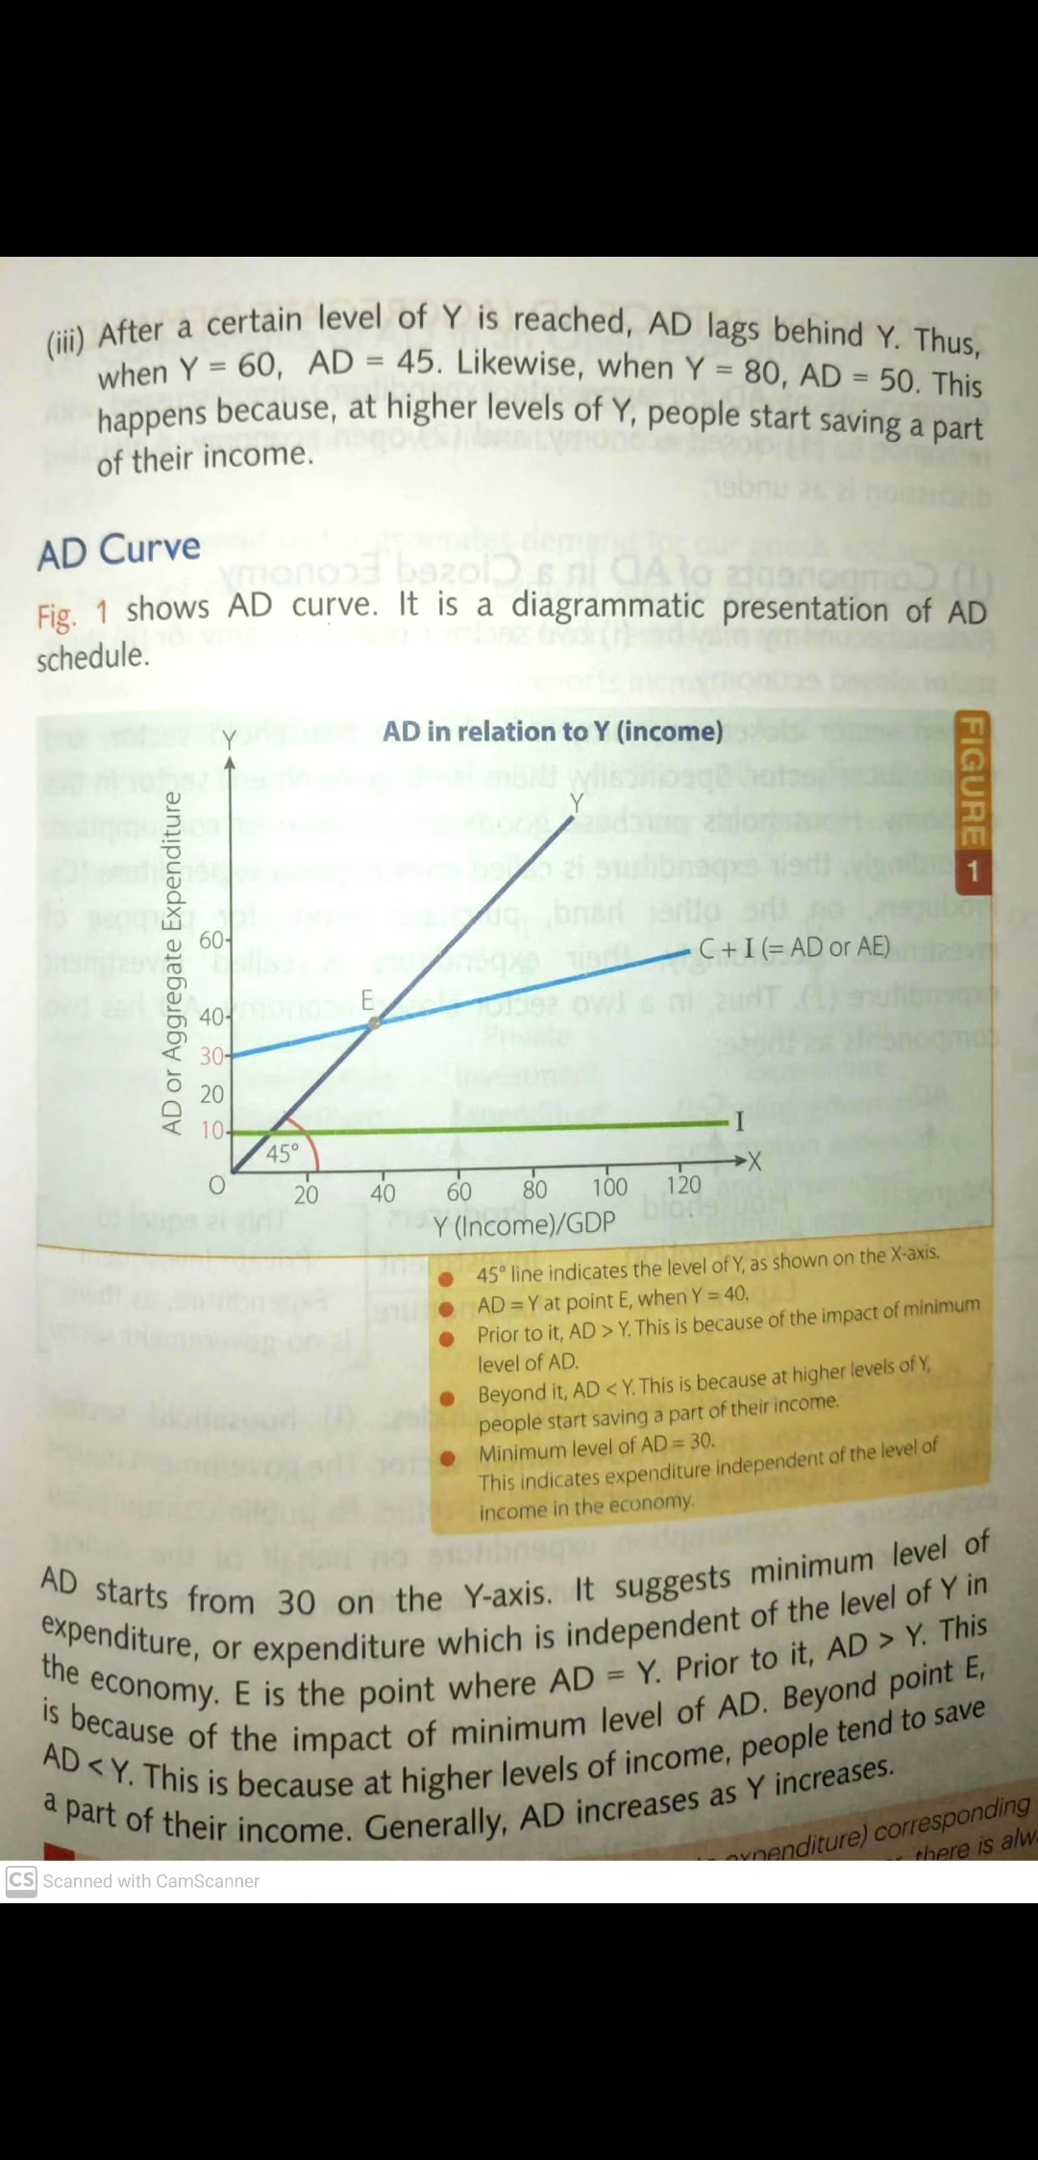 (iii) After a certain level of Y is reached, AD lags behind Y. Thus,
when Y = 60, AD = 45. Likewise, when Y = 80, AD = 50. This
happens because, at higher levels of Y, people start saving a part
of their income.
AD Curve
Fig. 1 shows AD curve. It is a diagrammatic presentation of AD
schedule.
AD in relation to Y (income)
FIGURE 1
Y
AD or Aggregate Expenditure
Y
60
C + I (= AD or AE)
E
40
30
20
10
I
45°
X
O
20 40 60 80 100 120
Y (Income)/GDP
45° line indicates the level of Y, as shown on the X-axis.
AD = Y at point E, when Y = 40.
Prior to it, AD > Y. This is because of the impact of minimum
level of AD.
Beyond it, AD < Y. This is because at higher levels of Y,
people start saving a part of their income.
Minimum level of AD = 30.
This indicates expenditure independent of the level of
income in the economy.
AD starts from 30 on the Y-axis. It suggests minimum level of
expenditure, or expenditure which is independent of the level of Y in
the economy. E is the point where AD = Y. Prior to it, AD > Y. This
is because of the impact of minimum level of AD. Beyond point E,
AD < Y. This is because at higher levels of income, people tend to save
a part of their income. Generally, AD increases as Y increases.
expenditure) corresponding
there is alw
CS Scanned with CamScanner